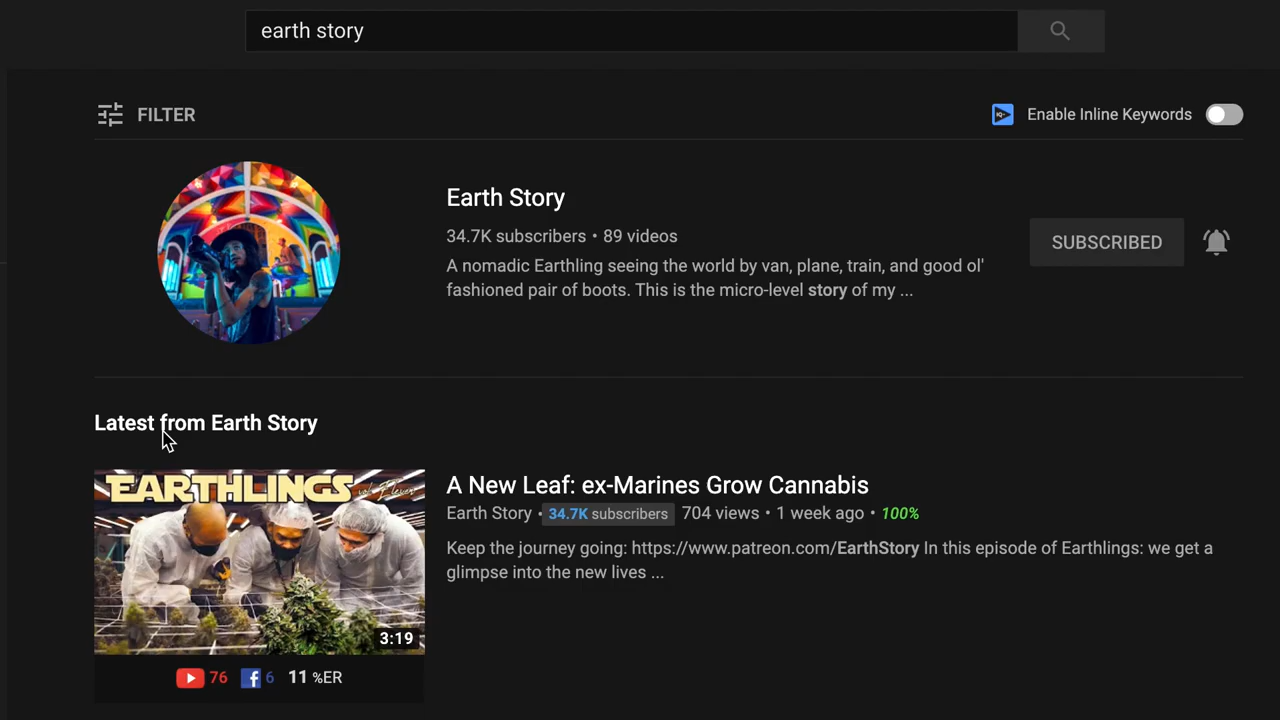 earth story
FILTER
Enable Inline Keywords
Earth Story
34.7K subscribers • 89 videos
SUBSCRIBED
A nomadic Earthling seeing the world by van, plane, train, and good ol'
fashioned pair of boots. This is the micro-level story of my ...
Latest from Earth Story
EARTHLINGS
3:19
76 6 11 %ER
A New Leaf: ex-Marines Grow Cannabis
Earth Story • 34.7K subscribers 704 views • 1 week ago • 100%
Keep the journey going: https://www.patreon.com/EarthStory In this episode of Earthlings: we get a
glimpse into the new lives ...